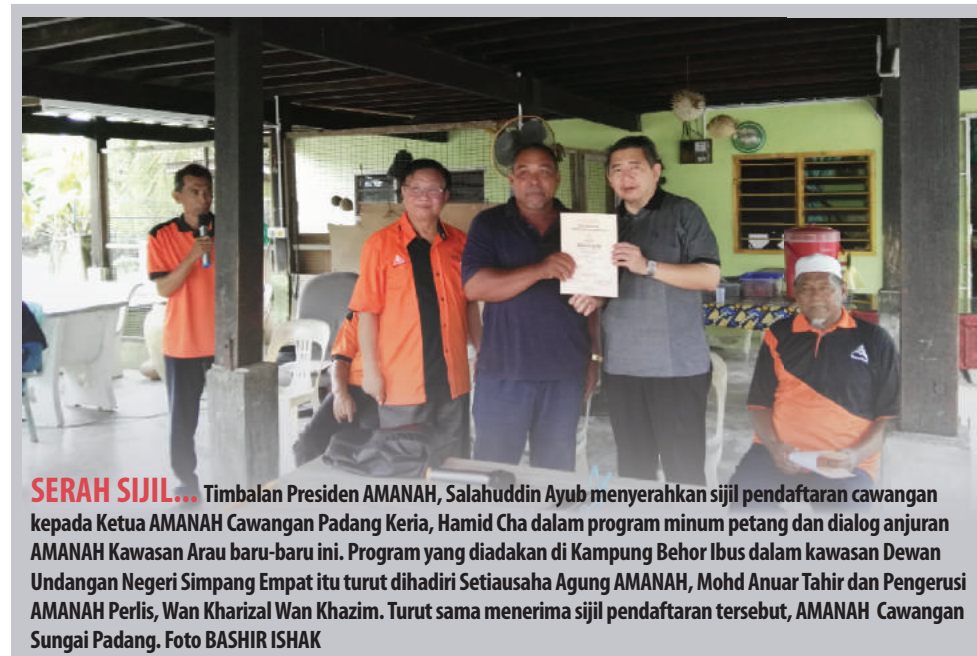 SERAH SIJIL... Timbalan Presiden AMANAH, Salahuddin Ayub menyerahkan sijil pendaftaran cawangan
kepada Ketua AMANAH Cawangan Padang Keria, Hamid Cha dalam program minum petang dan dialog anjuran
AMANAH Kawasan Arau baru-baru ini. Program yang diadakan di Kampung Behor Ibus dalam kawasan Dewan
Undangan Negeri Simpang Empat itu turut dihadiri Setiausaha Agung AMANAH, Mohd Anuar Tahir dan Pengerusi
AMANAH Perlis, Wan Kharizal Wan Khazim. Turut sama menerima sijil pendaftaran tersebut, AMANAH Cawangan
Sungai Padang. Foto BASHIR ISHAK